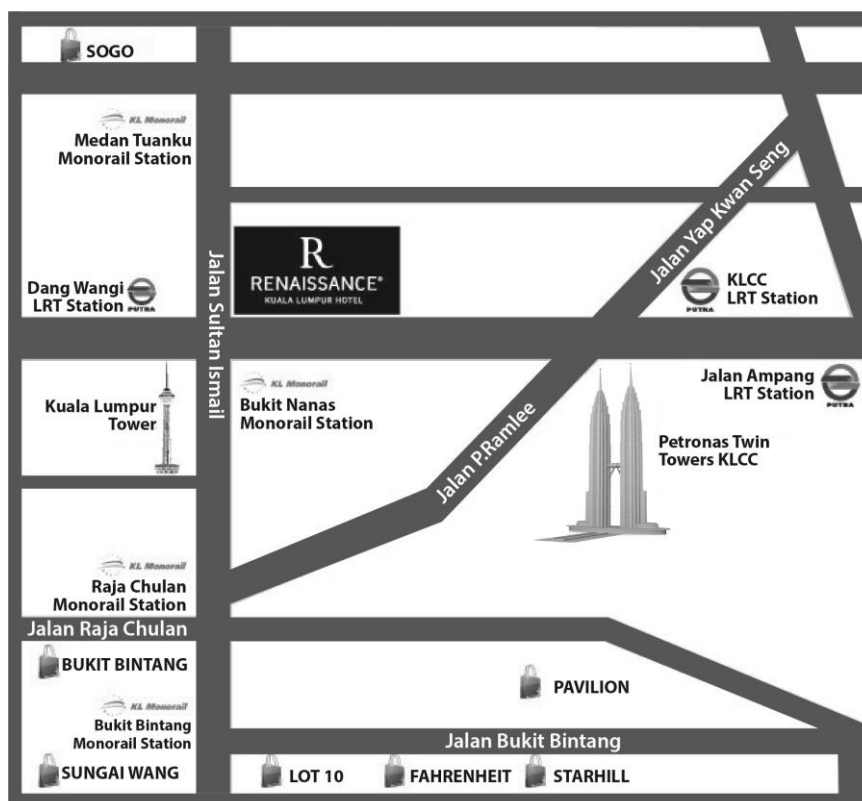 SOGO
KL Monorail
Medan Tuanku
Monorail Station
Jalan Yap Kwan Seng
Jalan Sultan Ismail
R
RENAISSANCE®
KUALA LUMPUR HOTEL
Dang Wangi
LRT Station
PUTRA
KLCC
LRT Station
PUTRA
Kuala Lumpur
Tower
KL Monorail
Bukit Nanas
Monorail Station
Jalan P.Ramlee
Jalan Ampang
LRT Station
PUTRA
Petronas Twin
Towers KLCC
KL Monorail
Raja Chulan
Monorail Station
Jalan Raja Chulan
BUKIT BINTANG
PAVILION
KL Monorail
Bukit Bintang
Monorail Station
Jalan Bukit Bintang
SUNGAI WANG
LOT 10
FAHRENHEIT
STARHILL